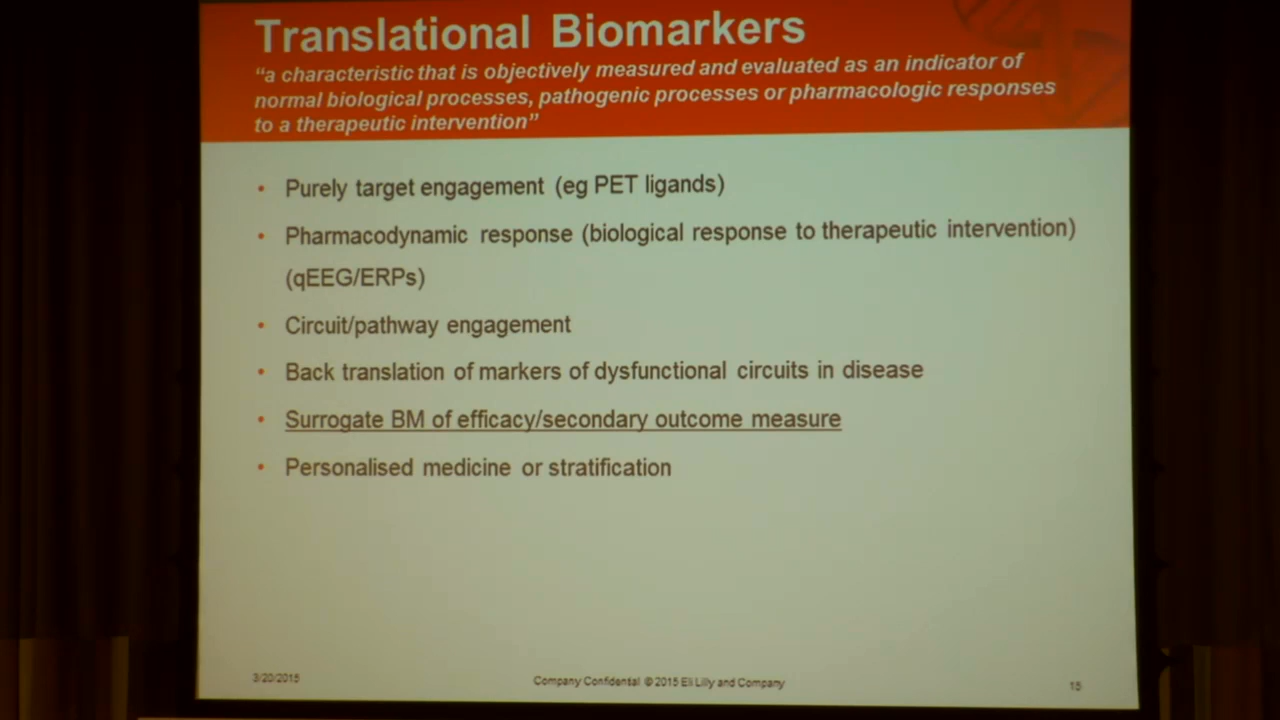 Translational Biomarkers
“a characteristic that is objectively measured and evaluated as an indicator of
normal biological processes, pathogenic processes or pharmacologic responses
to a therapeutic intervention”
• Purely target engagement (eg PET ligands)
• Pharmacodynamic response (biological response to therapeutic intervention)
(qEEG/ERPs)
• Circuit/pathway engagement
• Back translation of markers of dysfunctional circuits in disease
• Surrogate BM of efficacy/secondary outcome measure
• Personalised medicine or stratification
3/20/2015
Company Confidential © 2015 Eli Lilly and Company
15